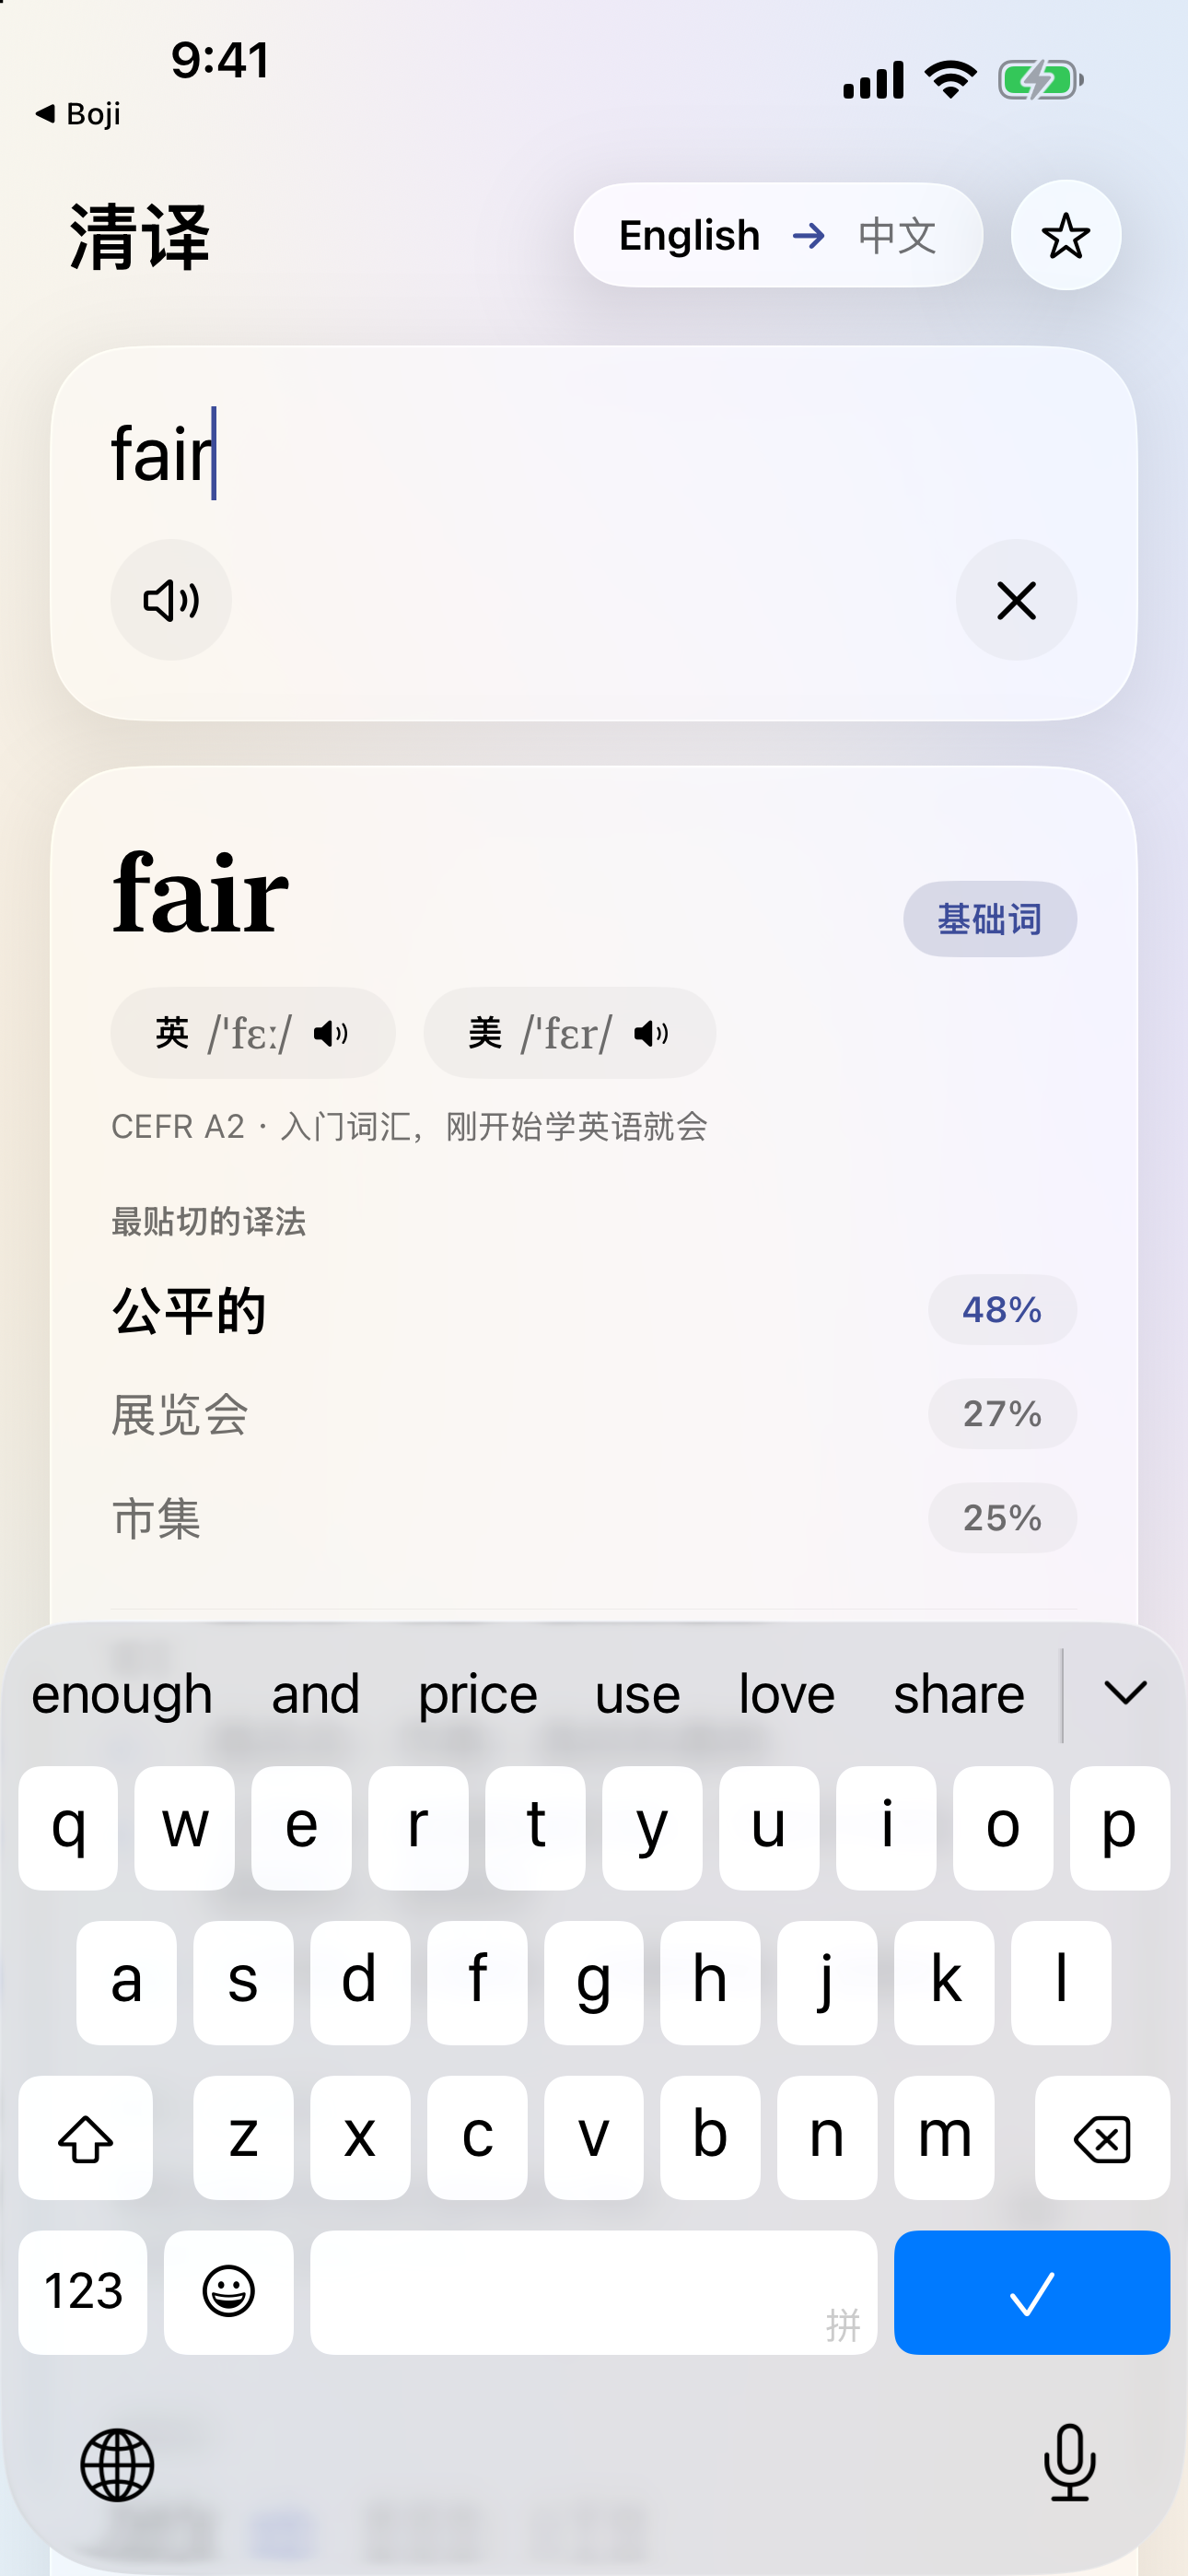 9:41
Boji
清译
English → 中文
fair
fair
基础词
英 /ˈfɛː/
美 /ˈfɛr/
CEFR A2 · 入门词汇，刚开始学英语就会
最贴切的译法
公平的 48%
展览会 27%
市集 25%
enough and price use love share
q w e r t y u i o p
a s d f g h j k l
z x c v b n m
123 拼